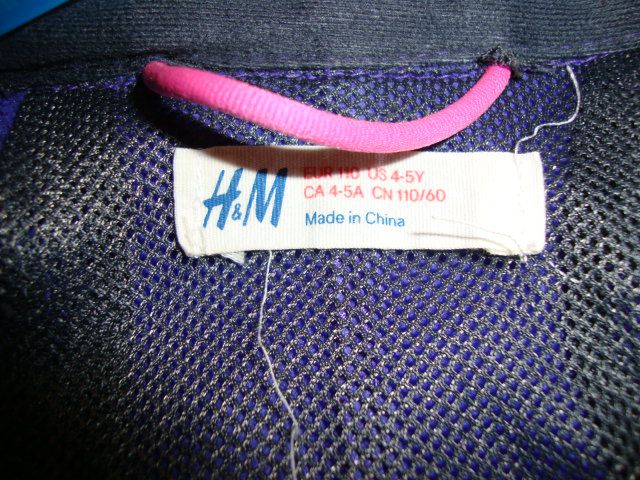 H&M
EUR 110 US 4-5Y
CA 4-5A CN 110/60
Made in China